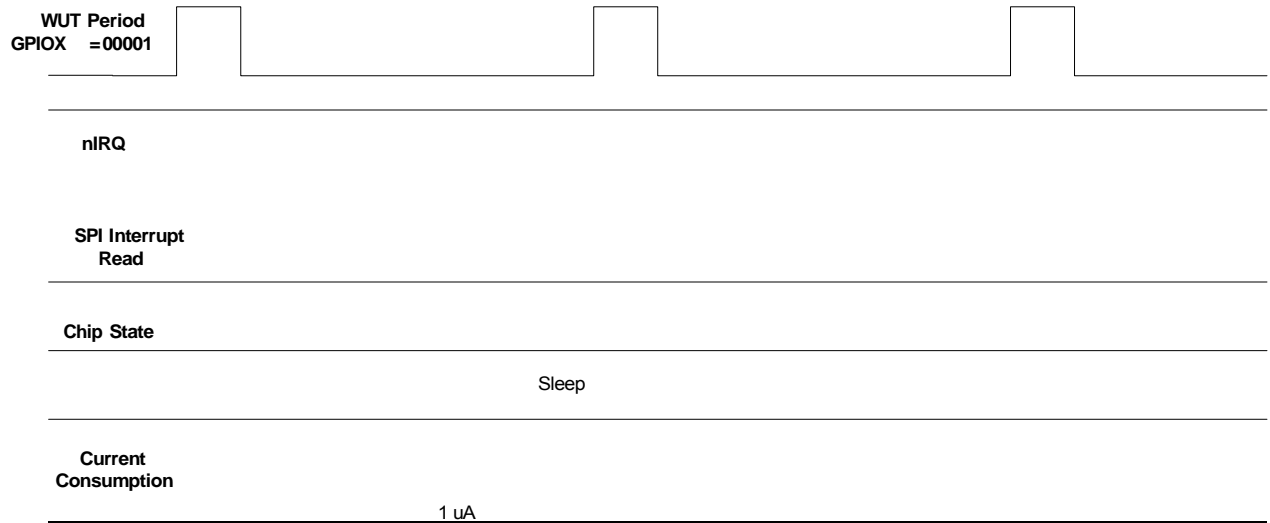 WUT Period
GPIOX =00001
nIRQ
SPI Interrupt
Read
Chip State
Sleep
Current
Consumption
1 uA